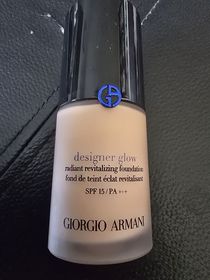 designer glow
radiant revitalizing foundation
fond de teint éclat revitalisant
SPF 15/PA +++
GIORGIO ARMANI